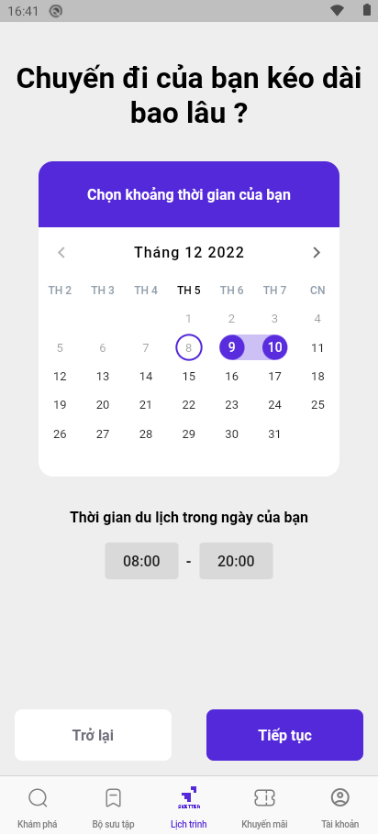 16:41
Chuyến đi của bạn kéo dài
bao lâu ?
Chọn khoảng thời gian của bạn
Tháng 12 2022
TH 2 TH 3 TH 4 TH 5 TH 6 TH 7 CN
1 2 3 4
5 6 7 8 9 10 11
12 13 14 15 16 17 18
19 20 21 22 23 24 25
26 27 28 29 30 31
Thời gian du lịch trong ngày của bạn
08:00 - 20:00
Trở lại Tiếp tục
Khám phá Bộ sưu tập Lịch trình Khuyến mãi Tài khoản